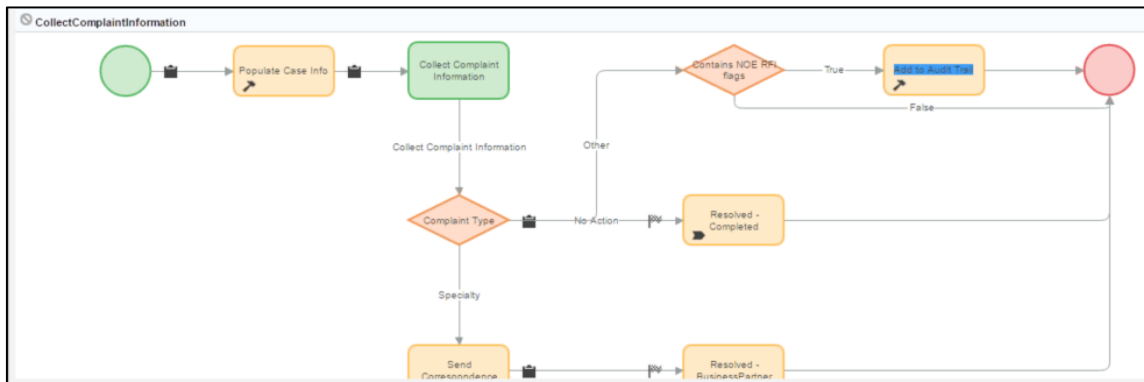 CollectComplaintInformation
Populate Case Info
Collect Complaint
Information
Contains NOE RFI
flags
True
Add to Audit Trail
False
Collect Complaint Information
Other
Complaint Type
No Action
Resolved -
Completed
Specialty
Send
Correspondence
Resolved -
BusinessPartner